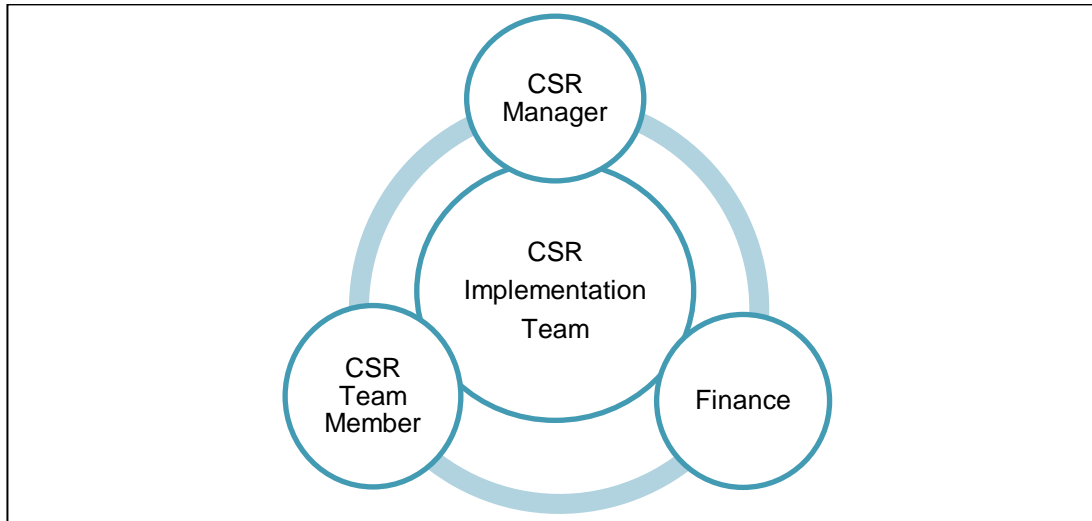 CSR
Manager
CSR
Implementation
Team
CSR
Team
Member
Finance